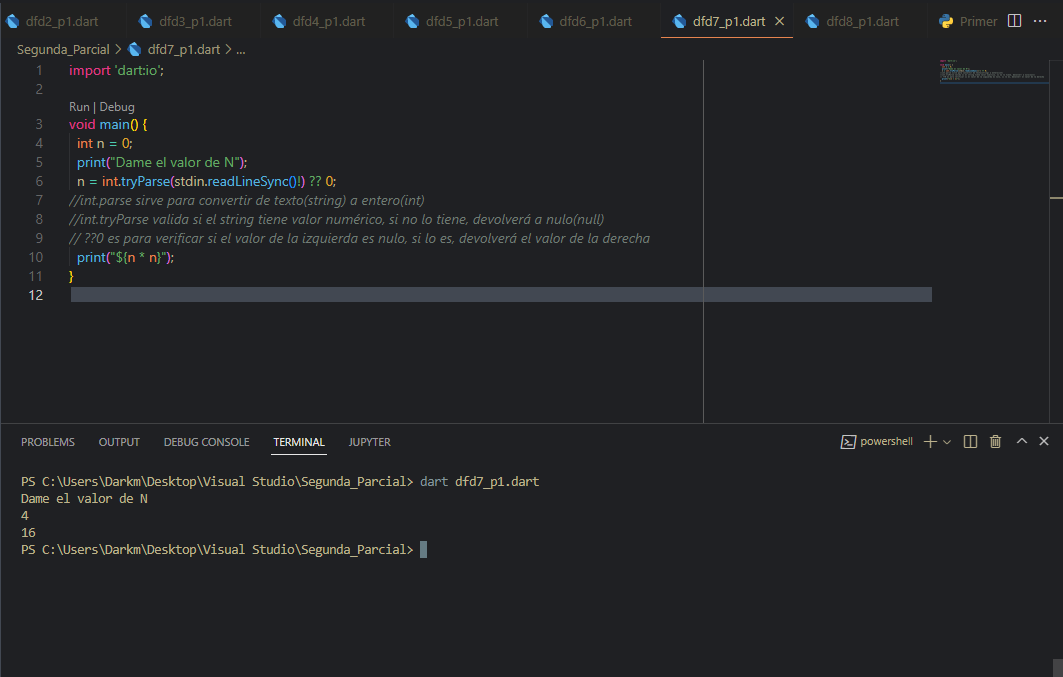 dfd2_p1.dart dfd3_p1.dart dfd4_p1.dart dfd5_p1.dart dfd6_p1.dart dfd7_p1.dart dfd8_p1.dart Primer
Segunda_Parcial > dfd7_p1.dart > ...
1 import 'dart:io';
2
Run | Debug
3 void main() {
4 int n = 0;
5 print("Dame el valor de N");
6 n = int.tryParse(stdin.readLineSync()!) ?? 0;
7 //int.parse sirve para convertir de texto(string) a entero(int)
8 //int.tryParse valida si el string tiene valor numérico, si no lo tiene, devolverá a nulo(null)
9 // ??0 es para verificar si el valor de la izquierda es nulo, si lo es, devolverá el valor de la derecha
10 print("${n * n}");
11 }
12
PROBLEMS OUTPUT DEBUG CONSOLE TERMINAL JUPYTER powershell
PS C:\Users\Darkm\Desktop\Visual Studio\Segunda_Parcial> dart dfd7_p1.dart
Dame el valor de N
4
16
PS C:\Users\Darkm\Desktop\Visual Studio\Segunda_Parcial>